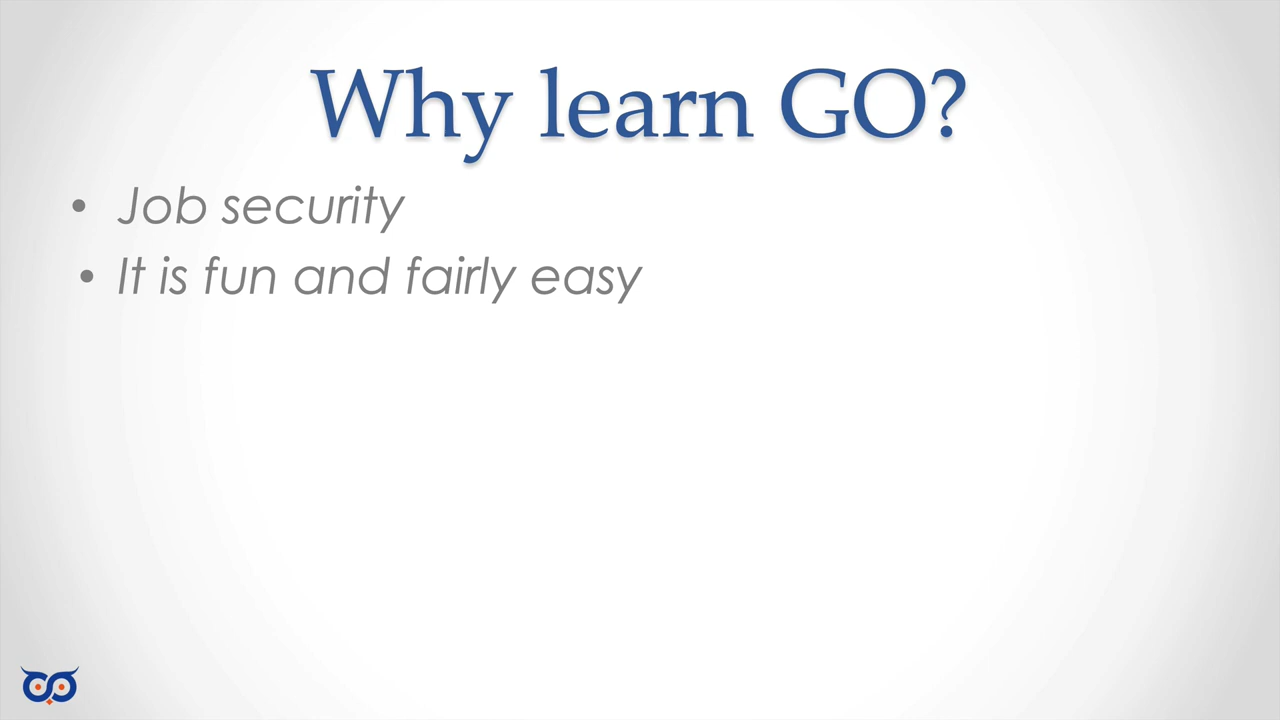 Why learn GO?
• Job security
• It is fun and fairly easy